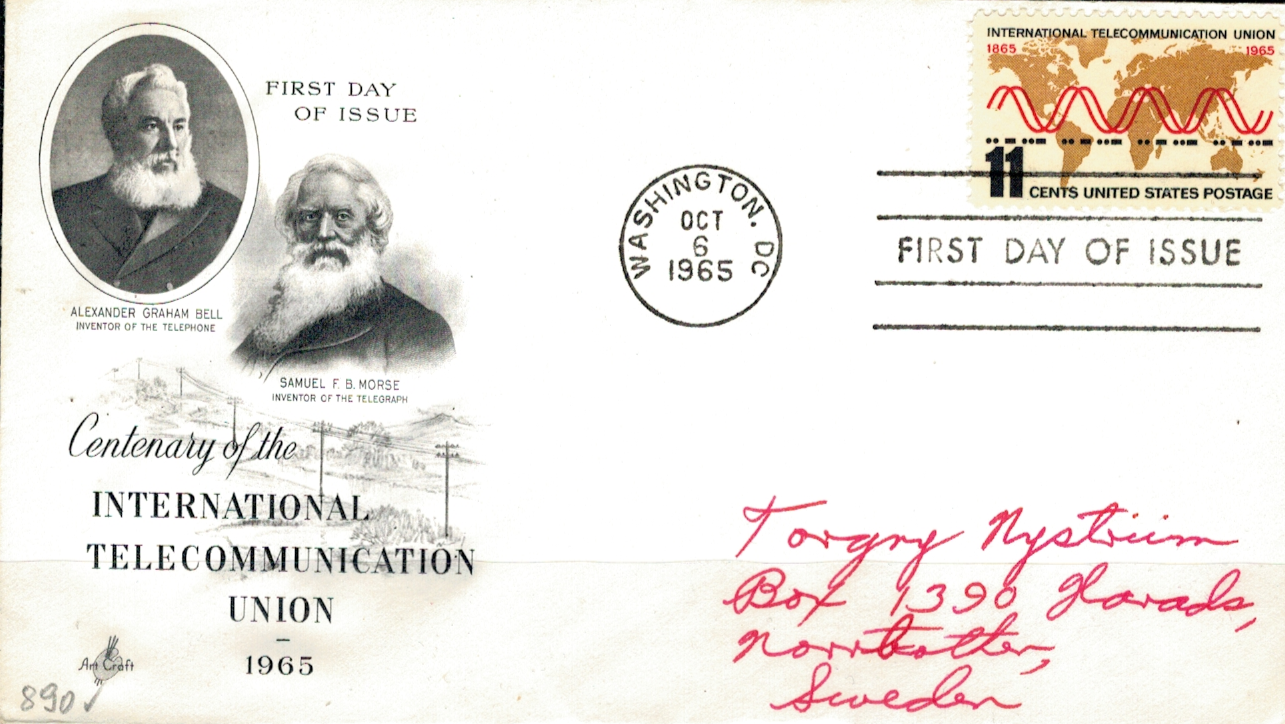 FIRST DAY
OF ISSUE
ALEXANDER GRAHAM BELL
INVENTOR OF THE TELEPHONE
SAMUEL F. B. MORSE
INVENTOR OF THE TELEGRAPH
Centenary of the
INTERNATIONAL
TELECOMMUNICATION
UNION
1965
Art Craft
890
WASHINGTON. DC
OCT
6
1965
INTERNATIONAL TELECOMMUNICATION UNION
1865 1965
11 CENTS UNITED STATES POSTAGE
FIRST DAY OF ISSUE
Torgny Nyström
Box 1390 Harads,
Norrbotten,
Sweden